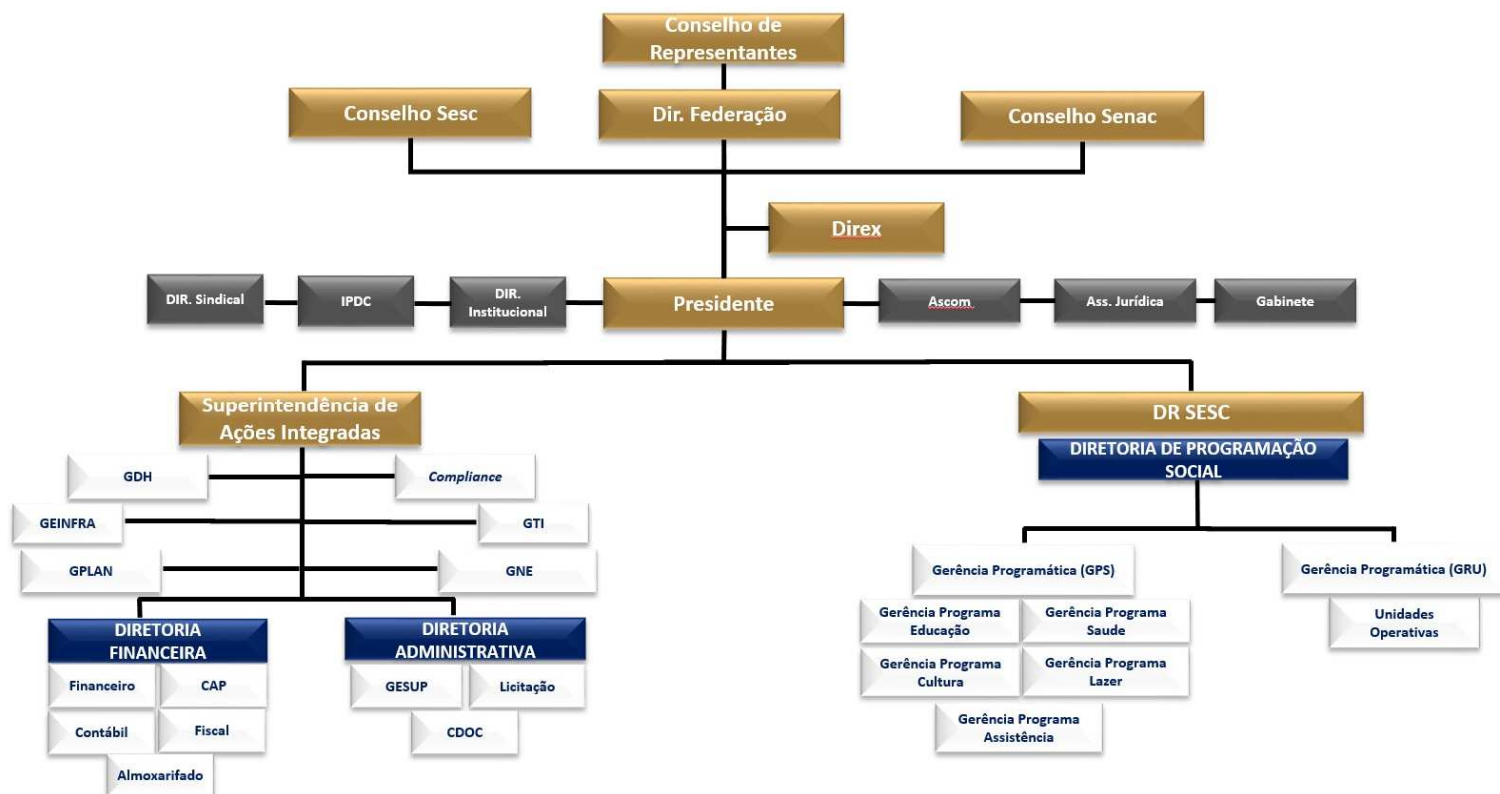 Conselho de
Representantes
Conselho Sesc
Dir. Federação
Conselho Senac
Direx
DIR. Sindical
IPDC
DIR.
Institucional
Presidente
Ascom
Ass. Jurídica
Gabinete
Superintendência de
Ações Integradas
DR SESC
DIRETORIA DE PROGRAMAÇÃO
SOCIAL
GDH
Compliance
GEINFRA
GTI
GPLAN
GNE
DIRETORIA
FINANCEIRA
Financeiro
CAP
Contábil
Fiscal
Almoxarifado
DIRETORIA
ADMINISTRATIVA
GESUP
Licitação
CDOC
Gerência Programática (GPS)
Gerência Programa
Educação
Gerência Programa
Saude
Gerência Programa
Cultura
Gerência Programa
Lazer
Gerência Programa
Assistência
Gerência Programática (GRU)
Unidades
Operativas